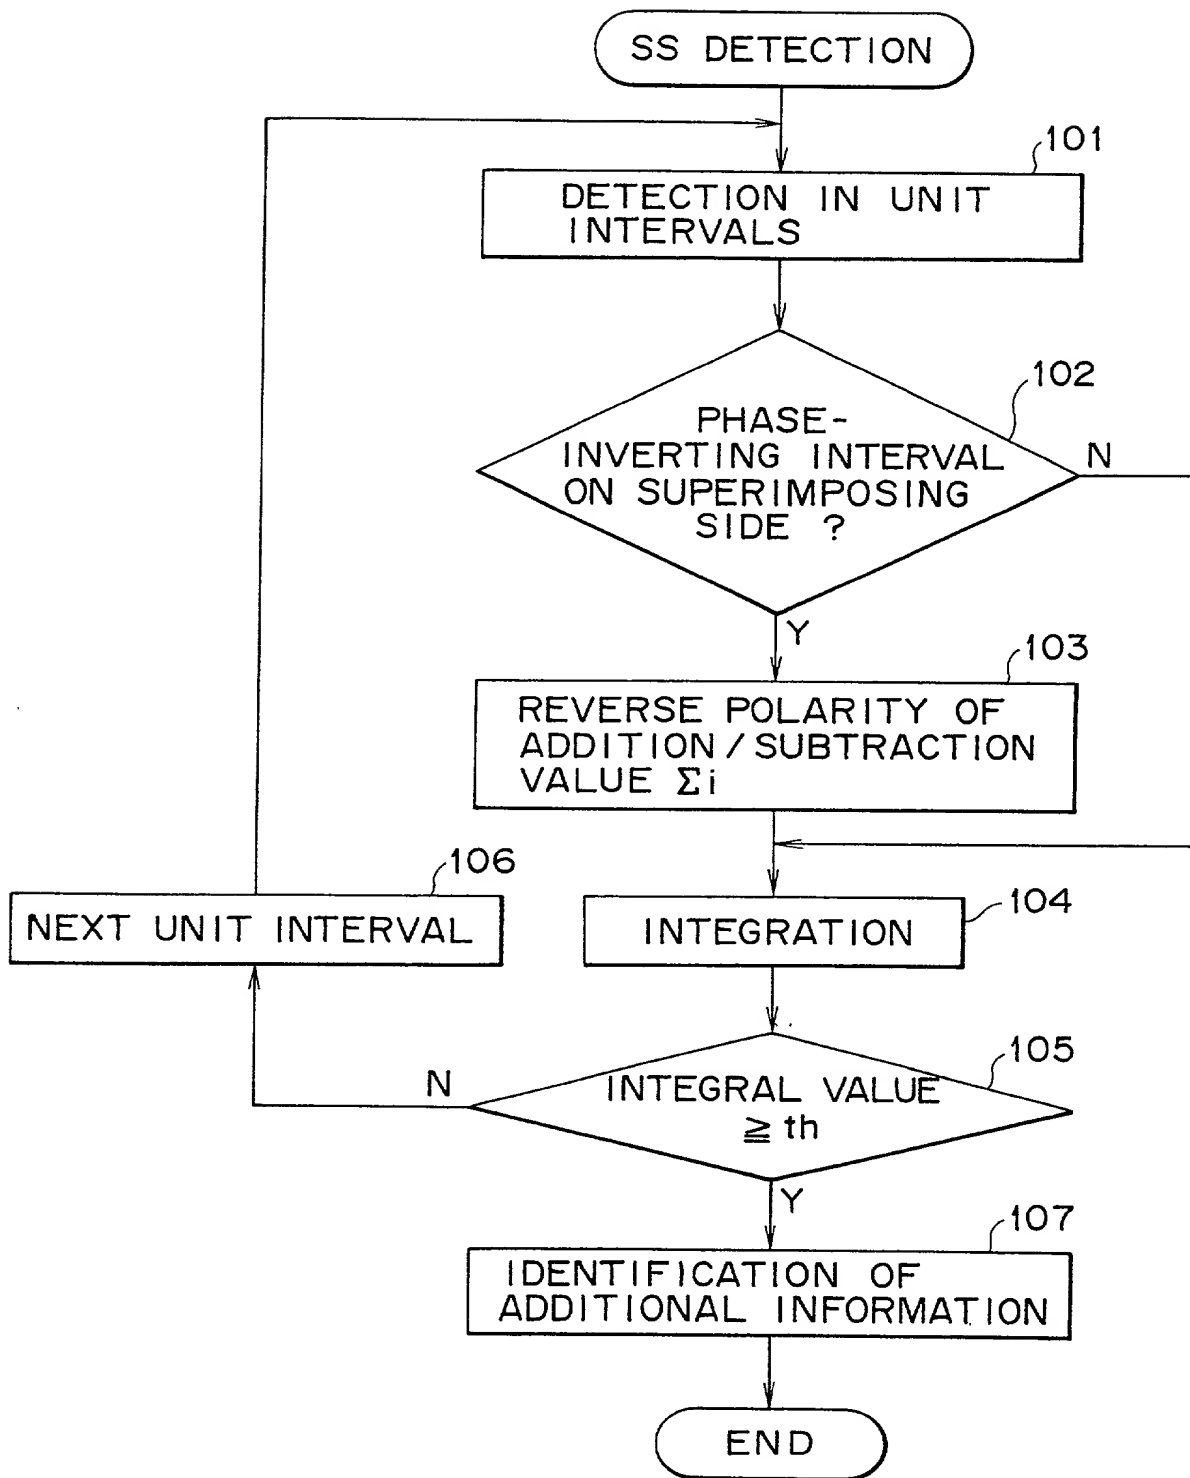 SS DETECTION
101
DETECTION IN UNIT
INTERVALS
102
PHASE-
INVERTING INTERVAL
ON SUPERIMPOSING
SIDE ?
N
Y
103
REVERSE POLARITY OF
ADDITION/SUBTRACTION
VALUE Σi
106
NEXT UNIT INTERVAL
104
INTEGRATION
105
N
INTEGRAL VALUE
≧ th
Y
107
IDENTIFICATION OF
ADDITIONAL INFORMATION
END